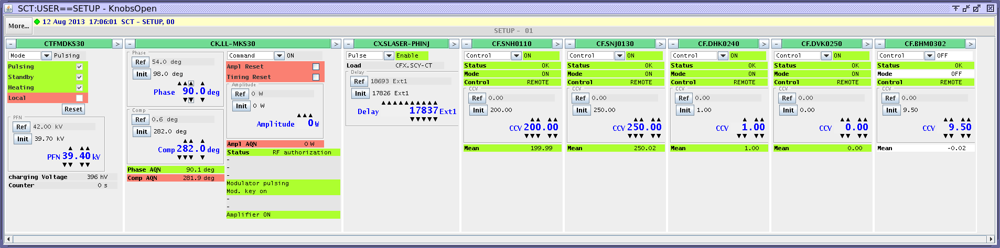 SCT:USER==SETUP - KnobsOpen
More...
12 Aug 2013 17:06:01 SCT - SETUP, 00
SETUP - 01
- CTFMDKS30 >
Mode Pulsing
Pulsing
Standby
Heating
Local
Reset
PFN
Ref 42.00 kV
Init 39.70 kV
PFN 39.40 kV
charging Voltage 396 hV
Counter 0 s
- CK.LL-MKS30 >
Phase
Ref 54.0 deg
Init 98.0 deg
Phase 90.0 deg
Comp
Ref 0.6 deg
Init 282.0 deg
Comp 282.0 deg
Phase AQN 90.1 deg
Comp AQN 281.9 deg
Command ON
Ampl Reset
Timing Reset
Amplitude
Ref 0 W
Init 0 W
Amplitude 0 W
Ampl AQN 0 W
Status RF authorization
-
-
-
Modulator pulsing
Mod. key on
-
-
Amplifier ON
- CX.SLASER-PHINJ >
Pulse Enable
Load CFX.SCY-CT
Delay
Ref 18693 Ext1
Init 17826 Ext1
Delay 17837 Ext1
- CF.SNH0110 >
Control ON
Status OK
Mode ON
Control REMOTE
CCV
Ref 0.00
Init 200.00
CCV 200.00
Mean 199.99
- CF.SNJ0130 >
Control ON
Status OK
Mode ON
Control REMOTE
CCV
Ref 0.00
Init 250.00
CCV 250.00
Mean 250.02
- CF.DHK0240 >
Control ON
Status OK
Mode ON
Control REMOTE
CCV
Ref 0.00
Init 1.00
CCV 1.00
Mean 1.00
- CF.DVK0250 >
Control ON
Status OK
Mode ON
Control REMOTE
CCV
Ref 0.00
Init 0.00
CCV 0.00
Mean 0.00
- CF.BHM0302 >
Control OFF
Status OK
Mode OFF
Control REMOTE
CCV
Ref 0.00
Init 9.50
CCV 9.50
Mean -0.02